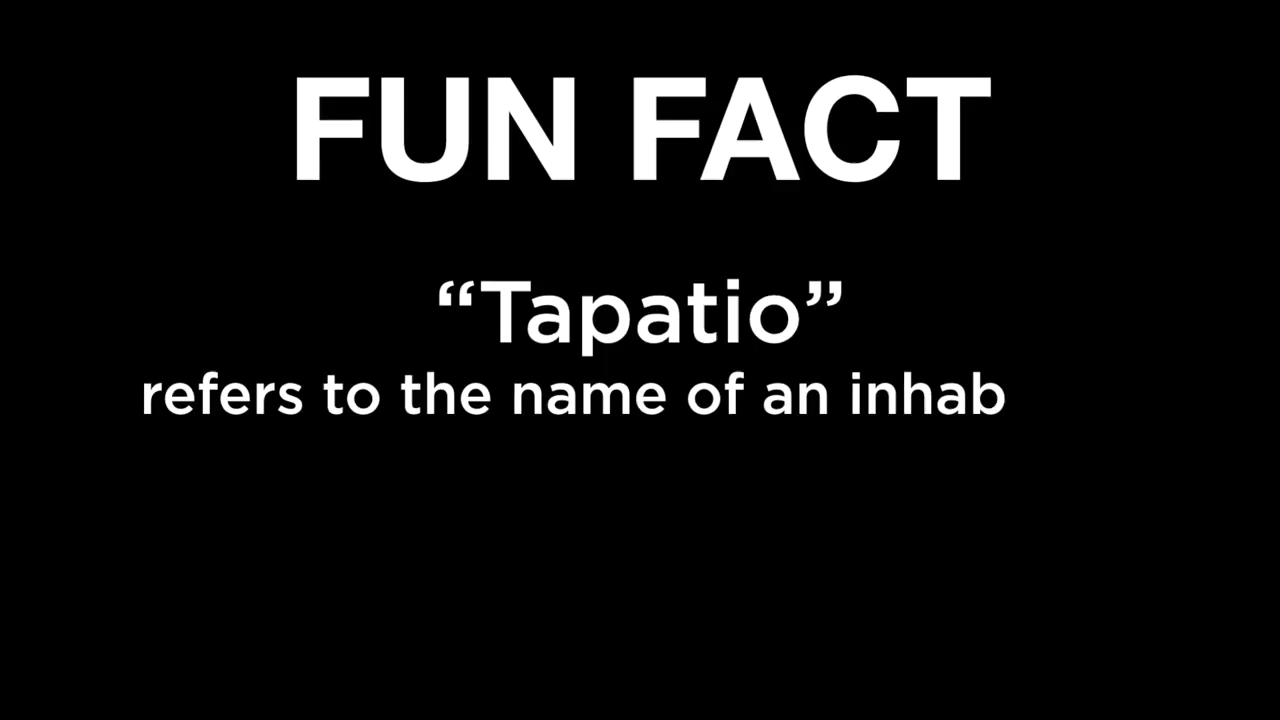 FUN FACT
“Tapatio”
refers to the name of an inhab